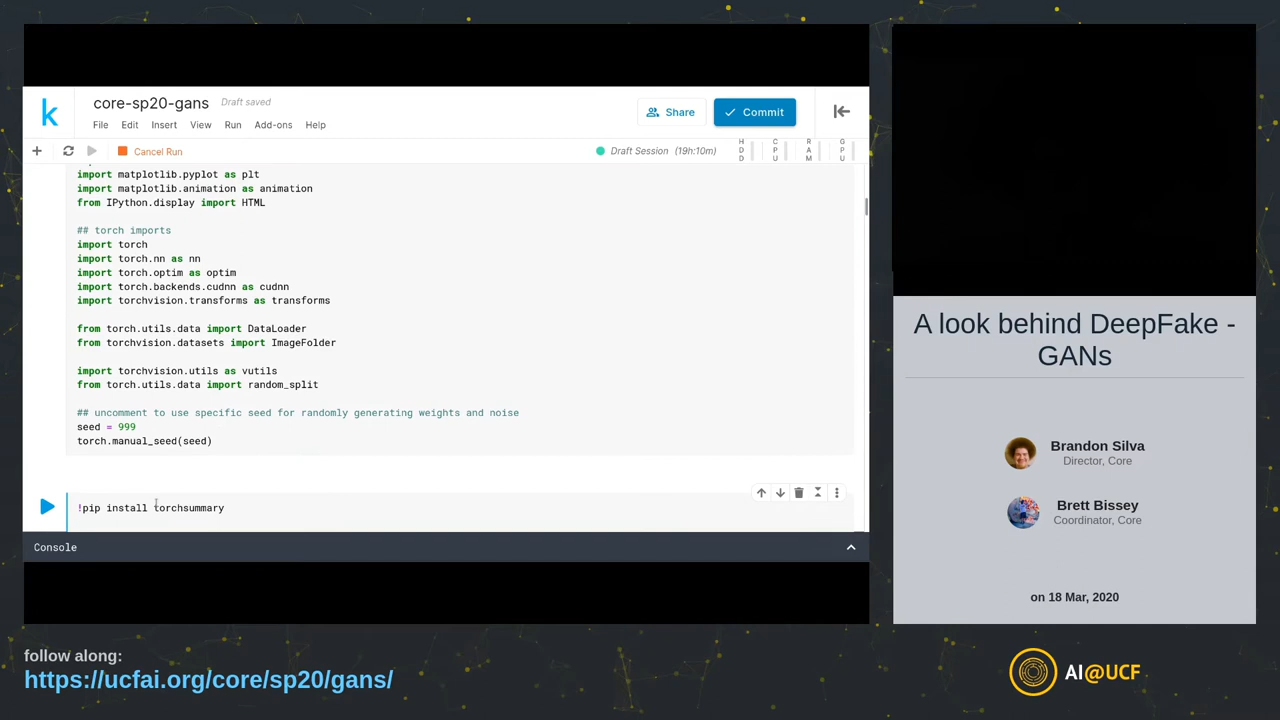 core-sp20-gans Draft saved
Share
Commit
File Edit Insert View Run Add-ons Help
Cancel Run
Draft Session (19h:10m)
HDD CPU RAM GPU
import matplotlib.pyplot as plt
import matplotlib.animation as animation
from IPython.display import HTML
## torch imports
import torch
import torch.nn as nn
import torch.optim as optim
import torch.backends.cudnn as cudnn
import torchvision.transforms as transforms
from torch.utils.data import DataLoader
from torchvision.datasets import ImageFolder
import torchvision.utils as vutils
from torch.utils.data import random_split
## uncomment to use specific seed for randomly generating weights and noise
seed = 999
torch.manual_seed(seed)
!pip install torchsummary
Console
A look behind DeepFake -
GANs
Brandon Silva
Director, Core
Brett Bissey
Coordinator, Core
on 18 Mar, 2020
follow along:
https://ucfai.org/core/sp20/gans/
AI@UCF